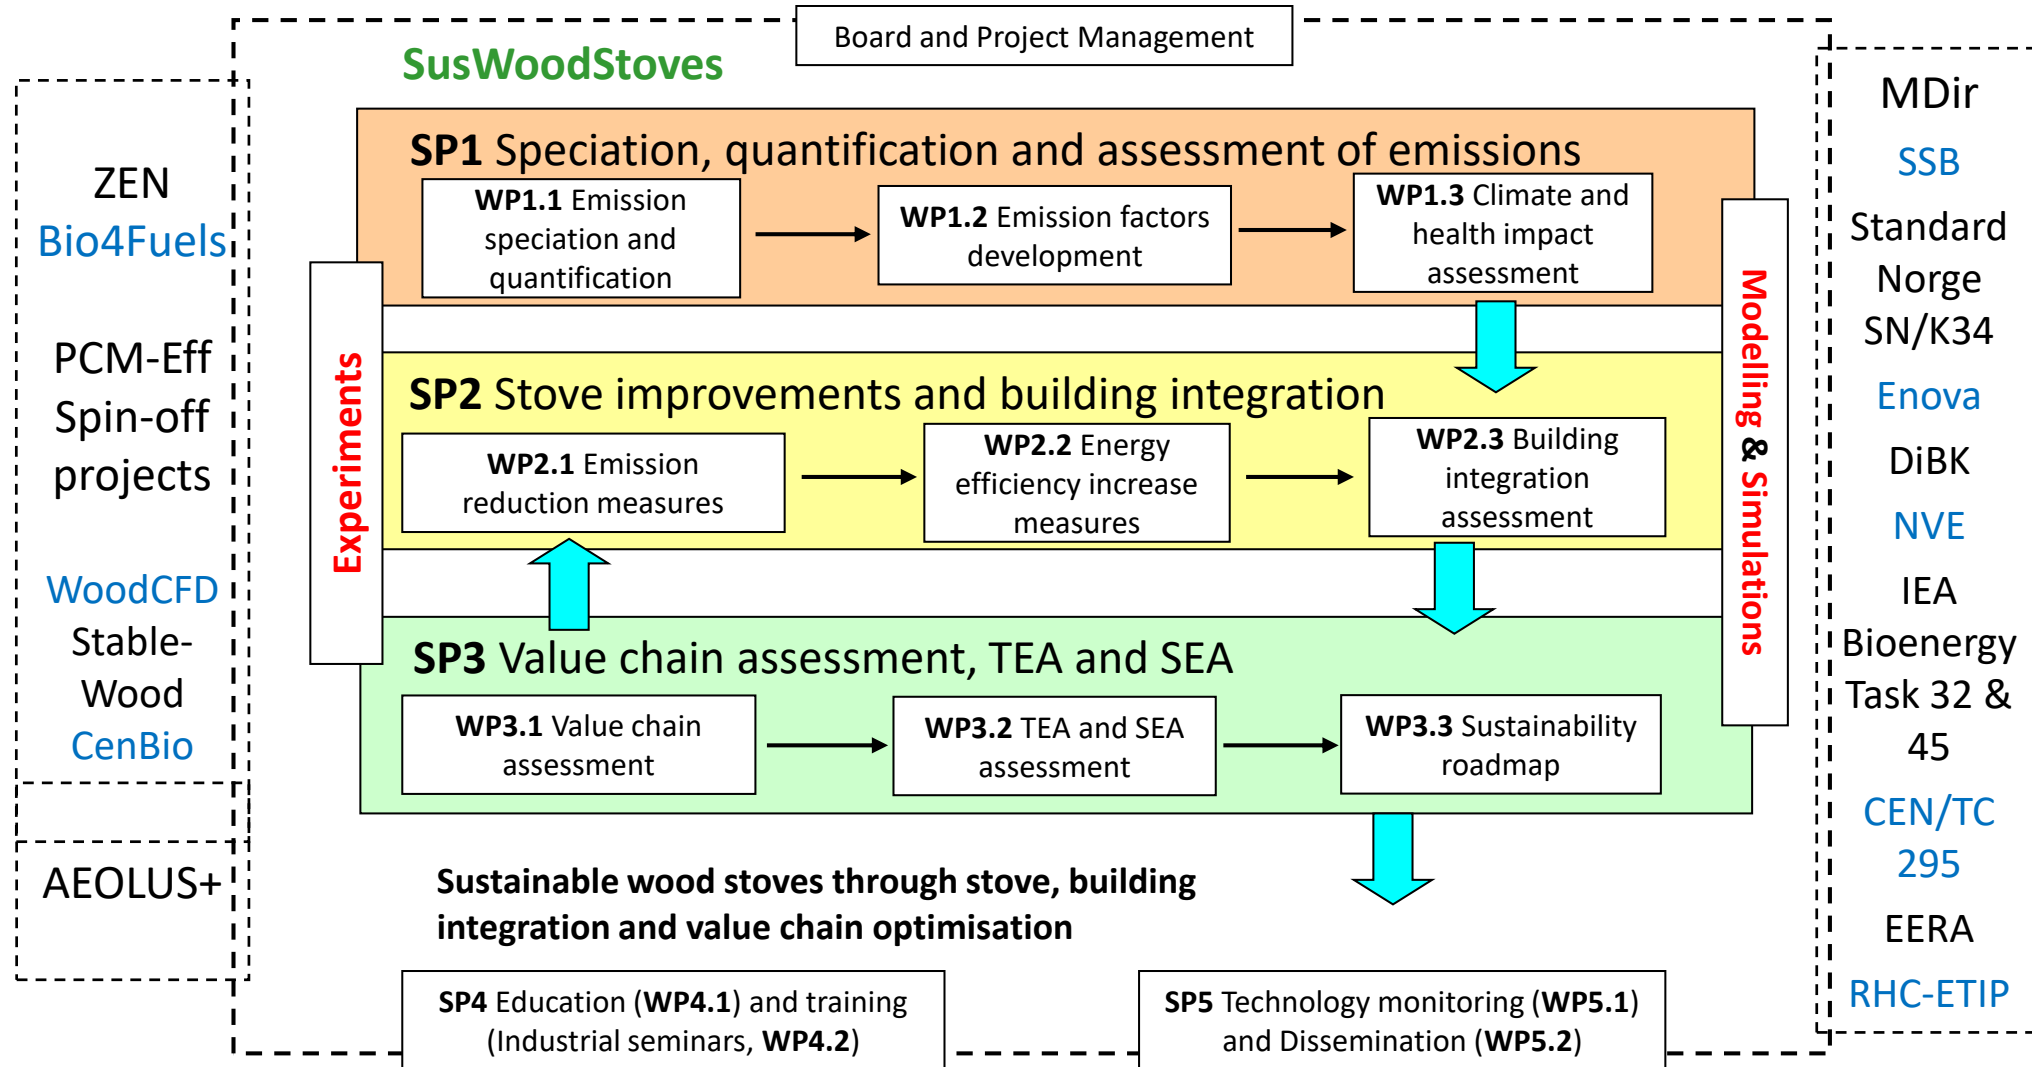 Board and Project Management
SusWoodStoves
ZEN
Bio4Fuels
PCM-Eff
Spin-off
projects
WoodCFD
Stable-
Wood
CenBio
AEOLUS+
Experiments
SP1 Speciation, quantification and assessment of emissions
WP1.1 Emission
speciation and
quantification
WP1.2 Emission factors
development
WP1.3 Climate and
health impact
assessment
SP2 Stove improvements and building integration
WP2.1 Emission
reduction measures
WP2.2 Energy
efficiency increase
measures
WP2.3 Building
integration
assessment
SP3 Value chain assessment, TEA and SEA
WP3.1 Value chain
assessment
WP3.2 TEA and SEA
assessment
WP3.3 Sustainability
roadmap
Modelling & Simulations
Sustainable wood stoves through stove, building
integration and value chain optimisation
SP4 Education (WP4.1) and training
(Industrial seminars, WP4.2)
SP5 Technology monitoring (WP5.1)
and Dissemination (WP5.2)
MDir
SSB
Standard
Norge
SN/K34
Enova
DiBK
NVE
IEA
Bioenergy
Task 32 &
45
CEN/TC
295
EERA
RHC-ETIP